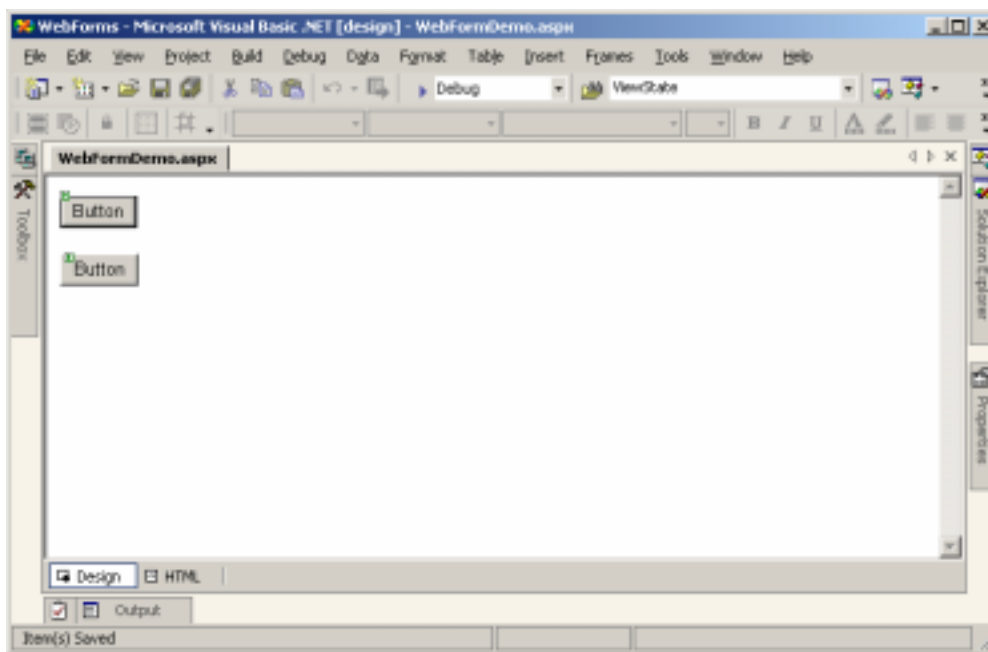 WebForms - Microsoft Visual Basic .NET [design] - WebFormDemo.aspx
File Edit View Project Build Debug Data Format Table Insert Frames Tools Window Help
Debug ViewState
B I U A
WebFormDemo.aspx
Toolbox
Button
Button
Solution Explorer
Properties
Design HTML
Output
Item(s) Saved